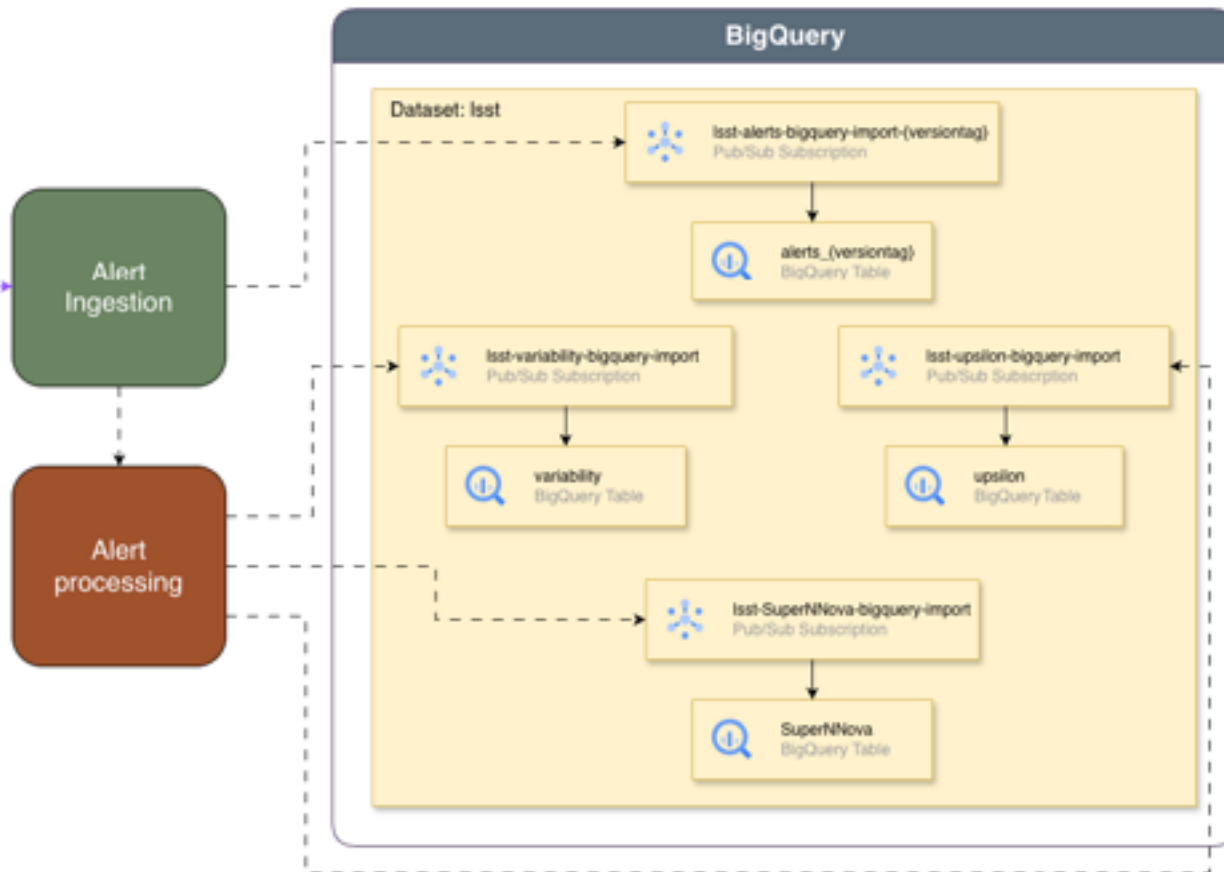 BigQuery
Dataset: lsst
lsst-alerts-bigquery-import-{versiontag}
Pub/Sub Subscription
alerts_{versiontag}
BigQuery Table
Alert
Ingestion
lsst-variability-bigquery-import
Pub/Sub Subscription
lsst-upsilon-bigquery-import
Pub/Sub Subscrption
variability
BigQuery Table
upsilon
BigQuery Table
Alert
processing
lsst-SuperNNova-bigquery-import
Pub/Sub Subscription
SuperNNova
BigQuery Table